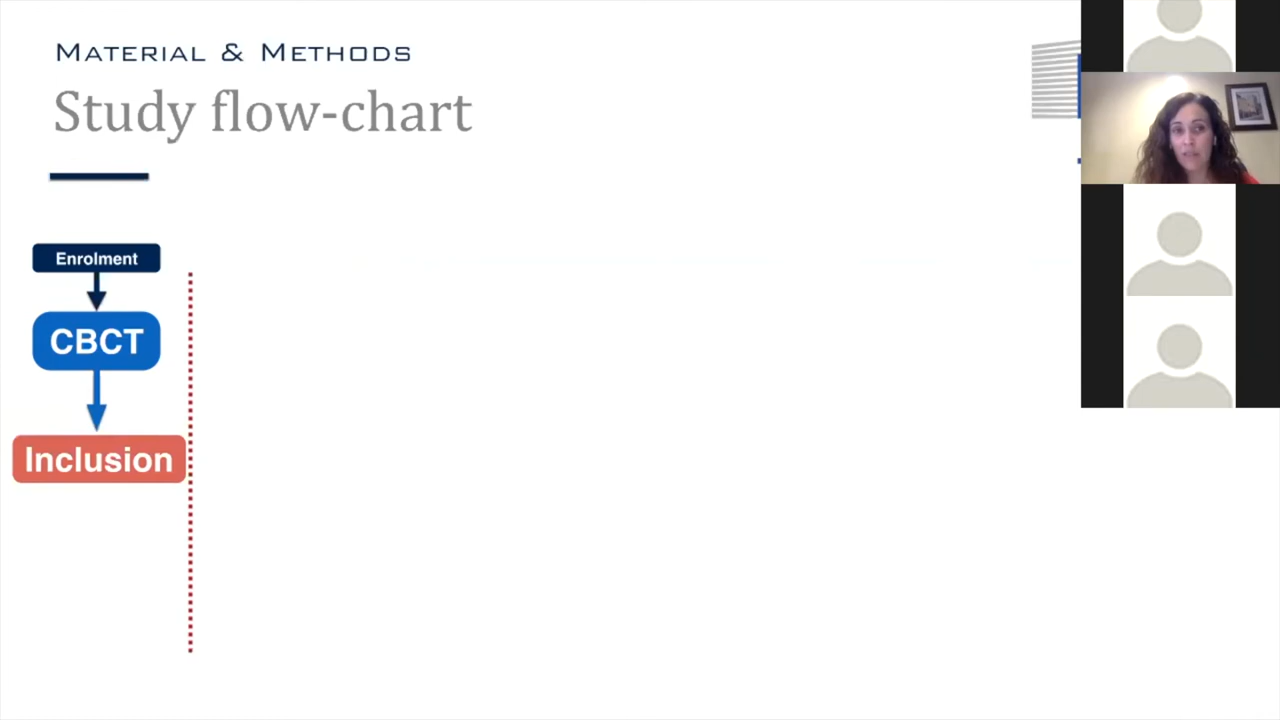 MATERIAL & METHODS
Study flow-chart
Enrolment
CBCT
Inclusion